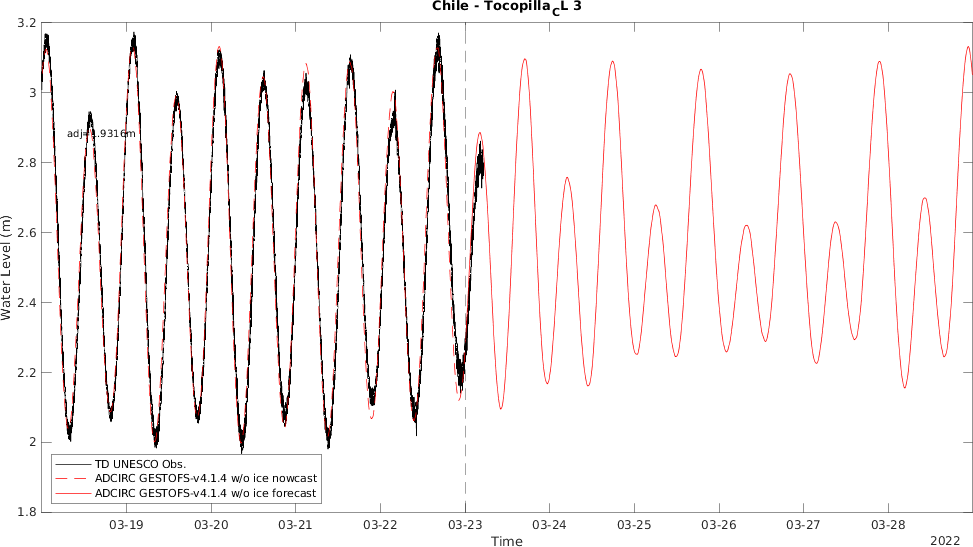 Chile - Tocopilla_CL 3
3.2
3
2.8
2.6
2.4
2.2
2
1.8
Water Level (m)
TD UNESCO Obs.
ADCIRC GESTOFS-v4.1.4 w/o ice nowcast
ADCIRC GESTOFS-v4.1.4 w/o ice forecast
03-19 03-20 03-21 03-22 03-23 03-24 03-25 03-26 03-27 03-28
Time
2022